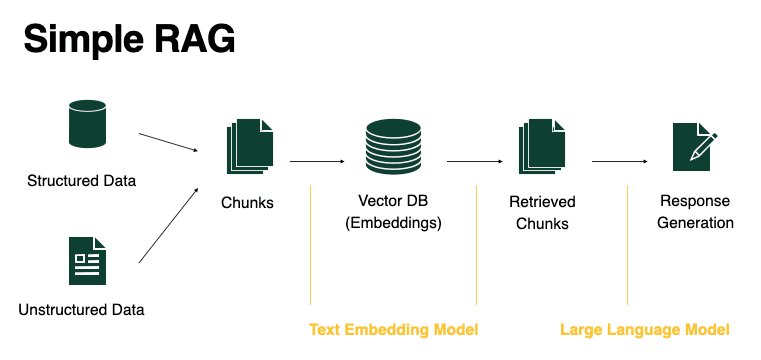 Simple RAG
Structured Data
Unstructured Data
Chunks
Vector DB
(Embeddings)
Retrieved
Chunks
Response
Generation
Text Embedding Model
Large Language Model